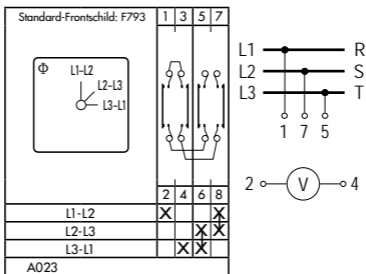 Standard-Frontschild: F793
1 3 5 7
Φ
L1-L2
L2-L3
L3-L1
2 4 6 8
L1-L2 X X
L2-L3 X X
L3-L1 X X
A023
L1 R
L2 S
L3 T
1 7 5
2 V 4